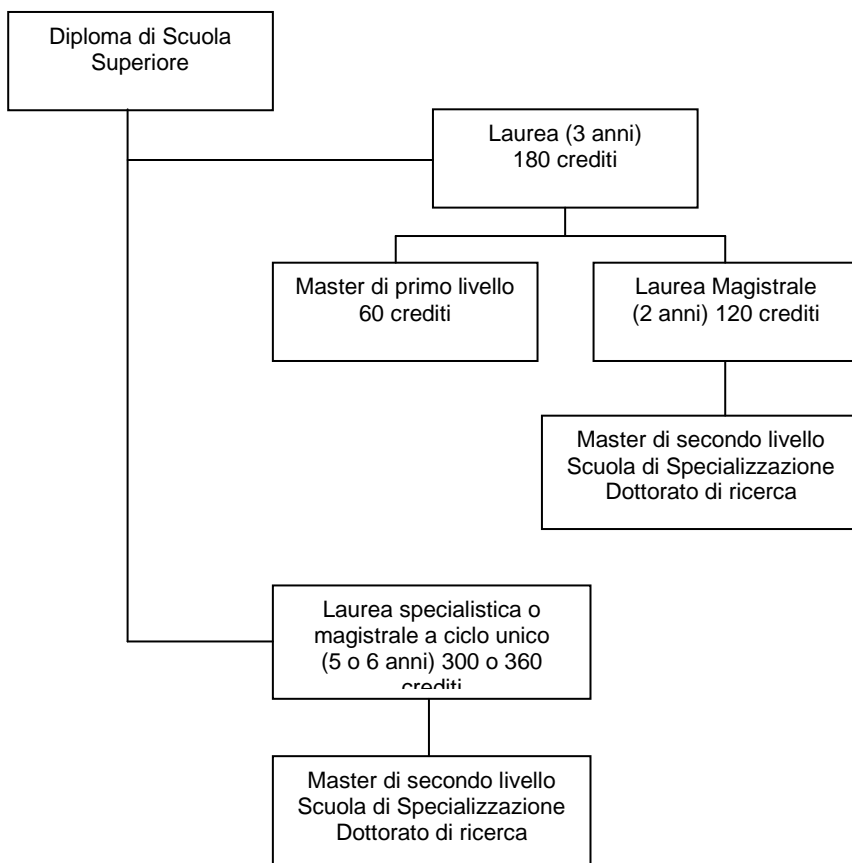 Diploma di Scuola
Superiore
Laurea (3 anni)
180 crediti
Master di primo livello
60 crediti
Laurea Magistrale
(2 anni) 120 crediti
Master di secondo livello
Scuola di Specializzazione
Dottorato di ricerca
Laurea specialistica o
magistrale a ciclo unico
(5 o 6 anni) 300 o 360
crediti
Master di secondo livello
Scuola di Specializzazione
Dottorato di ricerca